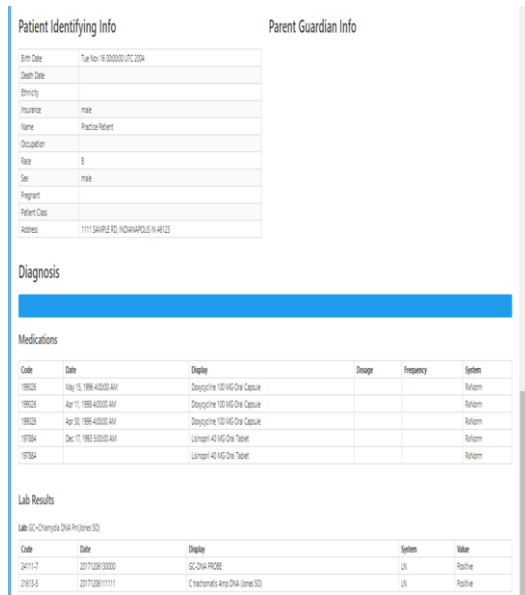 Patient Identifying Info Parent Guardian Info
Birth Date Tue Nov 16 00:00:00 UTC 2004
Death Date
Ethnicity
Insurance male
Name Practice Patient
Occupation
Race B
Sex male
Pregnant
Patient Class
Address 1111 SAMPLE RD, INDIANAPOLIS IN 46123
Diagnosis
Medications
Code Date Display Dosage Frequency System
199026 May 15, 1996 4:00:00 AM Doxycycline 100 MG Oral Capsule RxNorm
199026 Apr 11, 1998 4:00:00 AM Doxycycline 100 MG Oral Capsule RxNorm
199026 Apr 30, 1996 4:00:00 AM Doxycycline 100 MG Oral Capsule RxNorm
197884 Dec 17, 1993 5:00:00 AM Lisinopril 40 MG Oral Tablet RxNorm
197884 Lisinopril 40 MG Oral Tablet RxNorm
Lab Results
Lab: GC+Chlamydia DNA Pnl(Jones SD)
Code Date Display System Value
24111-7 20171208150000 GC-DNA PROBE LN Positive
21613-5 20171208111111 C trachomatis Amp DNA (Jones SD) LN Positive